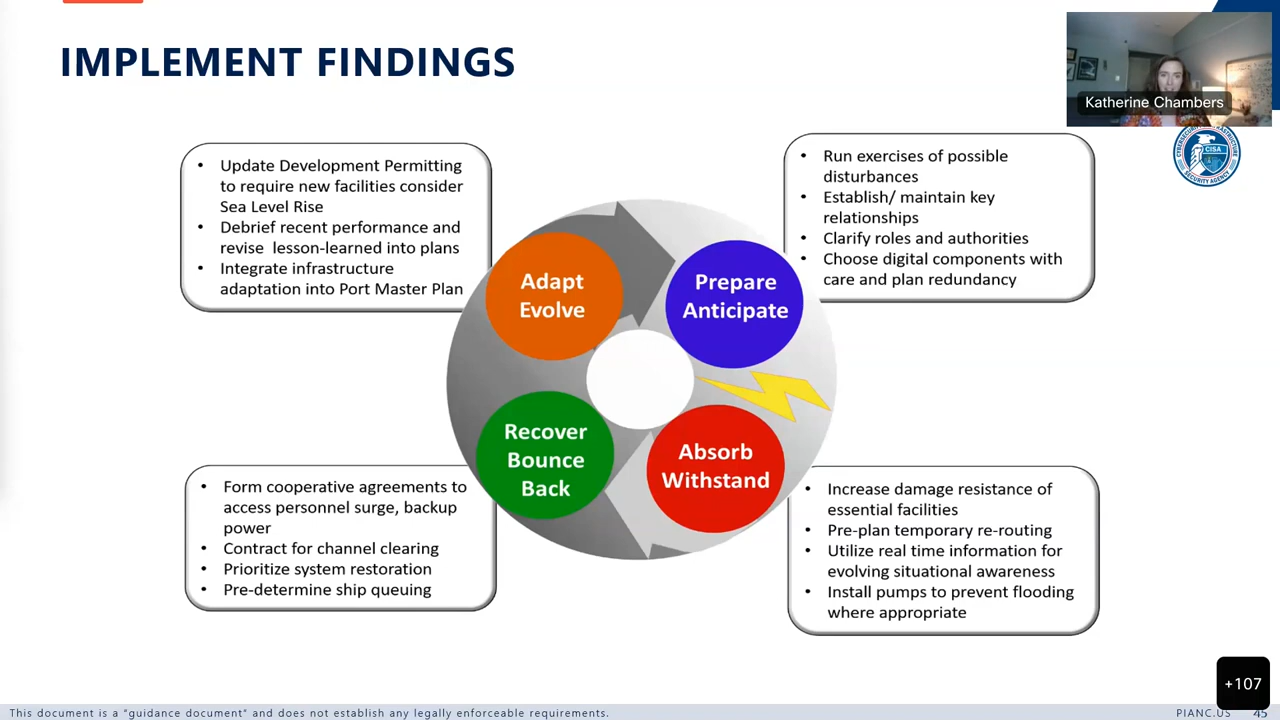 IMPLEMENT FINDINGS
Katherine Chambers
CYBERSECURITY & INFRASTRUCTURE
CISA
SECURITY AGENCY
• Update Development Permitting
to require new facilities consider
Sea Level Rise
• Debrief recent performance and
revise lesson-learned into plans
• Integrate infrastructure
adaptation into Port Master Plan
• Run exercises of possible
disturbances
• Establish/ maintain key
relationships
• Clarify roles and authorities
• Choose digital components with
care and plan redundancy
Adapt
Evolve
Prepare
Anticipate
Recover
Bounce
Back
Absorb
Withstand
• Form cooperative agreements to
access personnel surge, backup
power
• Contract for channel clearing
• Prioritize system restoration
• Pre-determine ship queuing
• Increase damage resistance of
essential facilities
• Pre-plan temporary re-routing
• Utilize real time information for
evolving situational awareness
• Install pumps to prevent flooding
where appropriate
+107
This document is a "guidance document" and does not establish any legally enforceable requirements.
PIANC.US 45